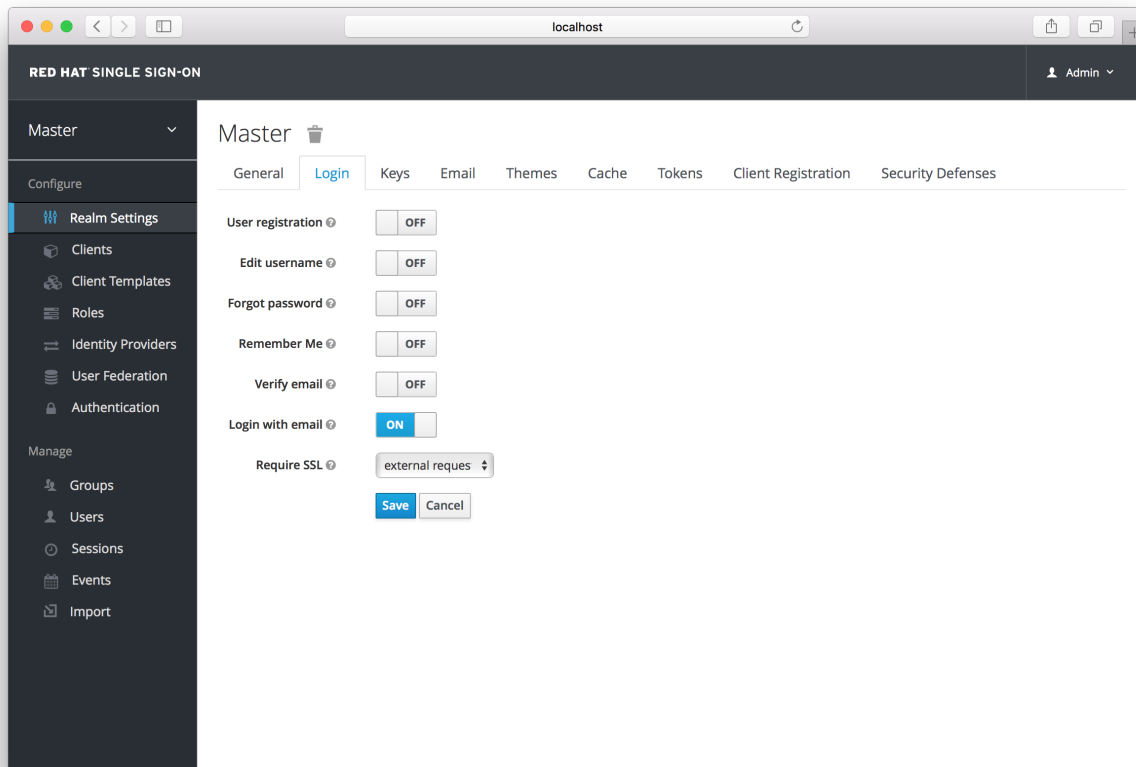 localhost
RED HAT SINGLE SIGN-ON
Admin
Master
Configure
Realm Settings
Clients
Client Templates
Roles
Identity Providers
User Federation
Authentication
Manage
Groups
Users
Sessions
Events
Import
Master
General Login Keys Email Themes Cache Tokens Client Registration Security Defenses
User registration OFF
Edit username OFF
Forgot password OFF
Remember Me OFF
Verify email OFF
Login with email ON
Require SSL external reques
Save Cancel